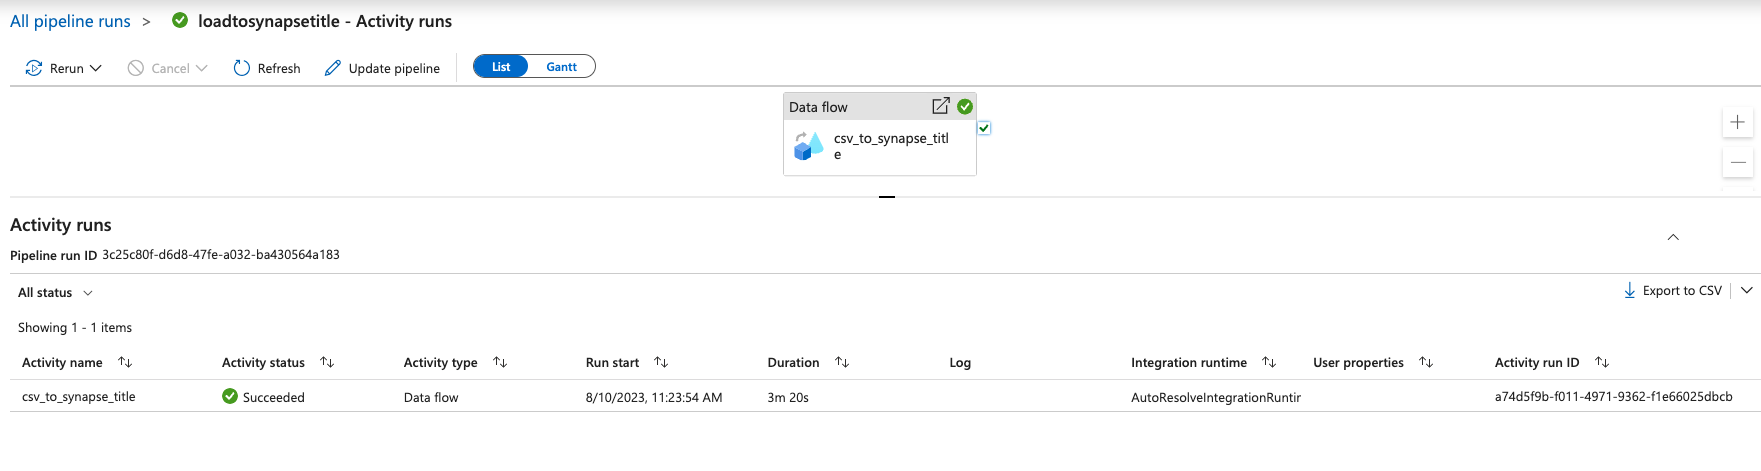 All pipeline runs > loadtosynapsetitle - Activity runs
Rerun Cancel Refresh Update pipeline List Gantt
Data flow
csv_to_synapse_titl
e
Activity runs
Pipeline run ID 3c25c80f-d6d8-47fe-a032-ba430564a183
All status Export to CSV
Showing 1 - 1 items
Activity name Activity status Activity type Run start Duration Log Integration runtime User properties Activity run ID
csv_to_synapse_title Succeeded Data flow 8/10/2023, 11:23:54 AM 3m 20s AutoResolveIntegrationRuntir a74d5f9b-f011-4971-9362-f1e66025dbcb